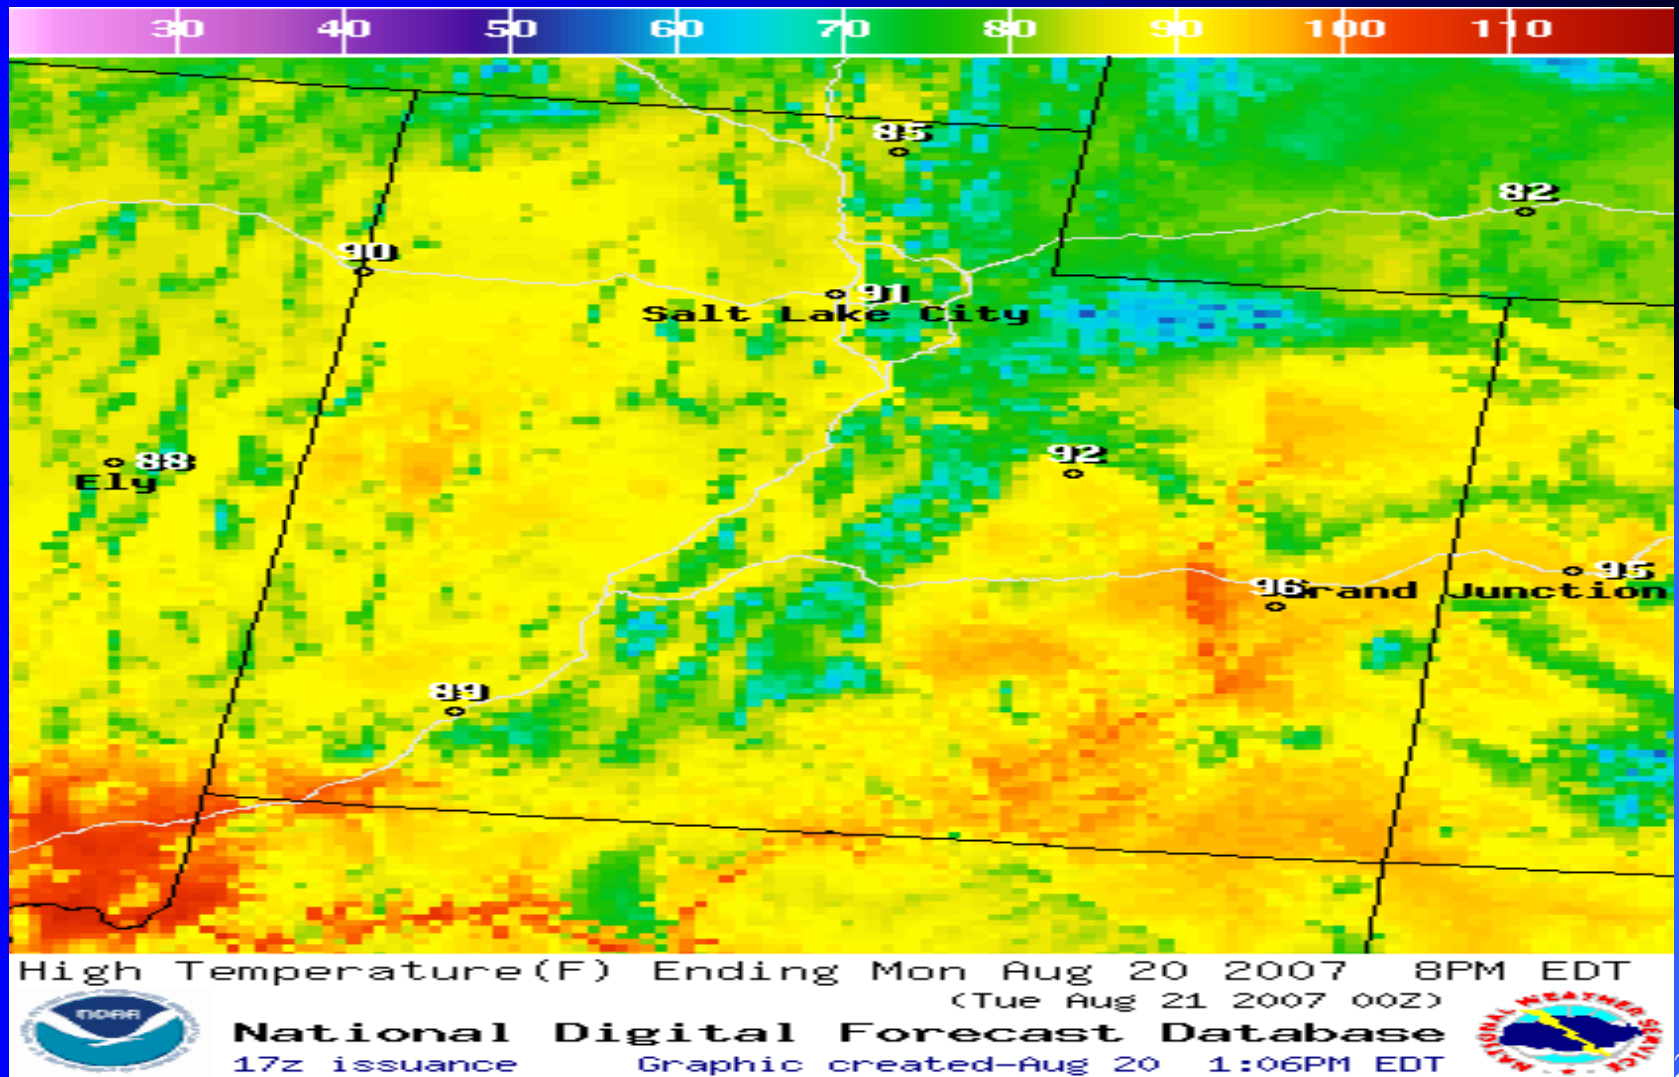 30 40 50 60 70 80 90 100 110
85
82
90
91
Salt Lake City
92
88
Ely
95
96
Grand Junction
89
High Temperature(F) Ending Mon Aug 20 2007 8PM EDT
(Tue Aug 21 2007 00Z)
National Digital Forecast Database
17z issuance Graphic created-Aug 20 1:06PM EDT
NOAA
NATIONAL WEATHER SERVICE